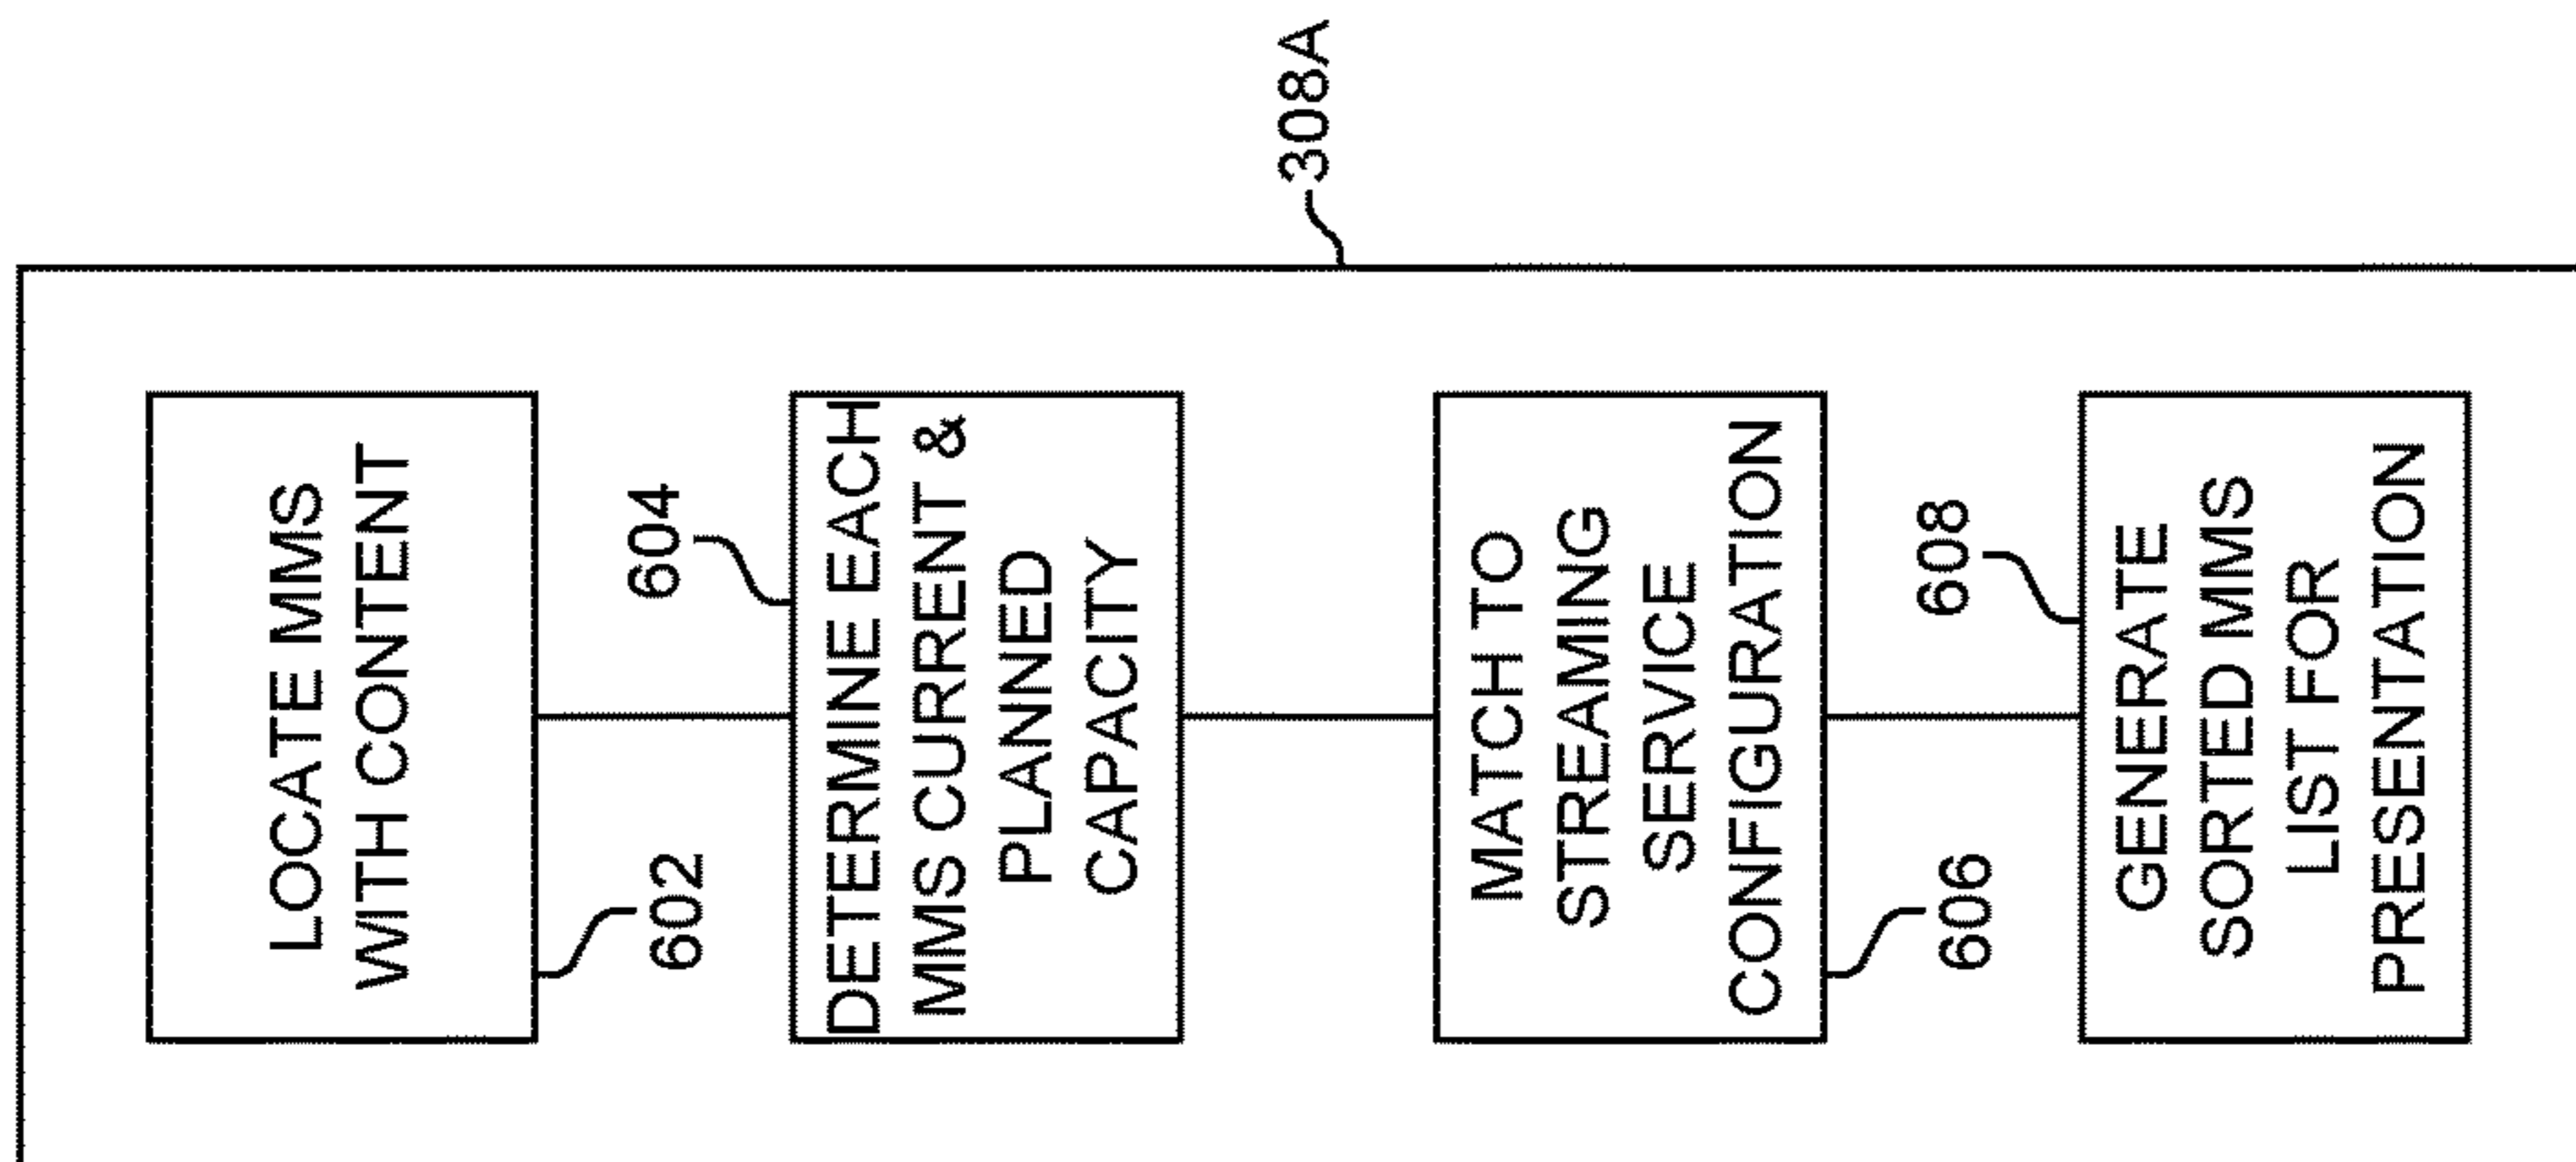 308A
LOCATE MMS
WITH CONTENT
602
604
DETERMINE EACH
MMS CURRENT &
PLANNED
CAPACITY
MATCH TO
STREAMING
SERVICE
CONFIGURATION
606
608
GENERATE
SORTED MMS
LIST FOR
PRESENTATION